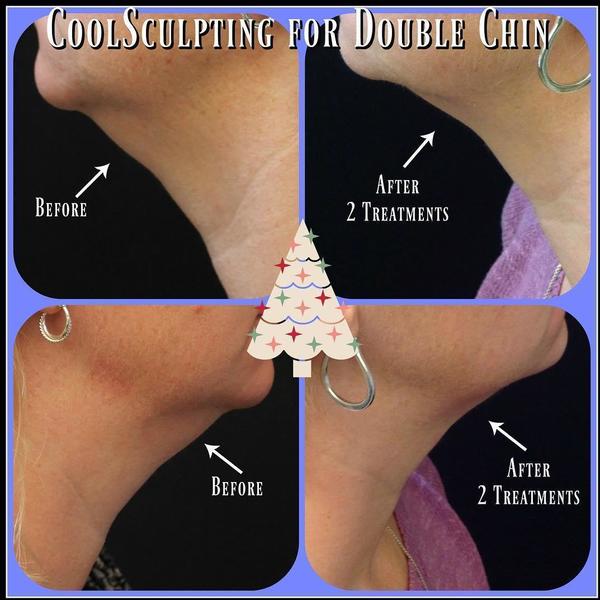 CoolSculpting for Double Chin
Before
After
2 Treatments
Before
After
2 Treatments